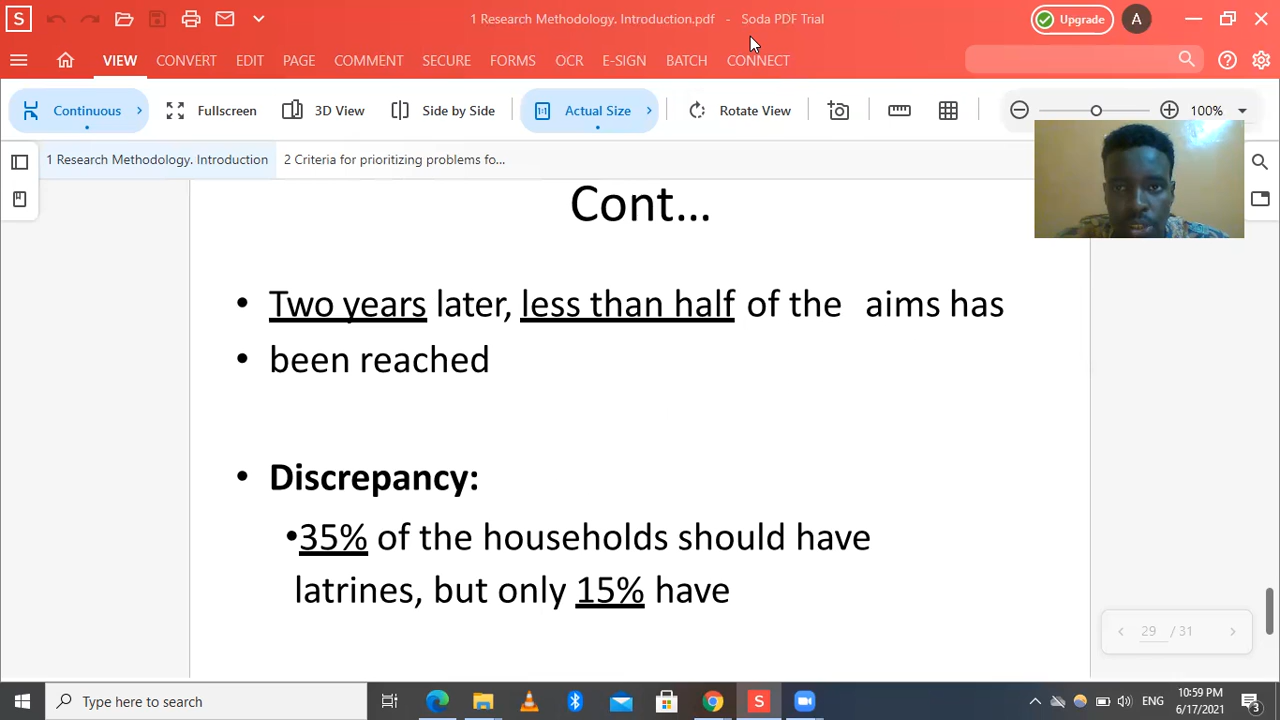 S
1 Research Methodology. Introduction.pdf - Soda PDF Trial
Upgrade
A
VIEW CONVERT EDIT PAGE COMMENT SECURE FORMS OCR E-SIGN BATCH CONNECT
Continuous Fullscreen 3D View Side by Side Actual Size Rotate View 100%
1 Research Methodology. Introduction
2 Criteria for prioritizing problems fo...
Cont...
• Two years later, less than half of the aims has
• been reached
• Discrepancy:
•35% of the households should have
latrines, but only 15% have
29 / 31
Type here to search
S
ENG
10:59 PM
6/17/2021
3